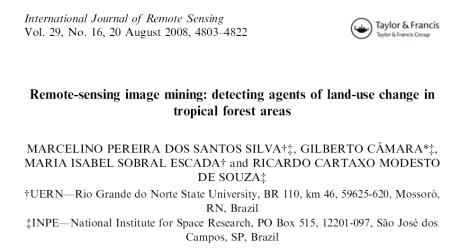 International Journal of Remote Sensing
Vol. 29, No. 16, 20 August 2008, 4803–4822
Taylor & Francis
Taylor & Francis Group
Remote-sensing image mining: detecting agents of land-use change in
tropical forest areas
MARCELINO PEREIRA DOS SANTOS SILVA†‡, GILBERTO CÂMARA*‡,
MARIA ISABEL SOBRAL ESCADA† and RICARDO CARTAXO MODESTO
DE SOUZA‡
†UERN—Rio Grande do Norte State University, BR 110, km 46, 59625-620, Mossoró,
RN, Brazil
‡INPE—National Institute for Space Research, PO Box 515, 12201-097, São José dos
Campos, SP, Brazil